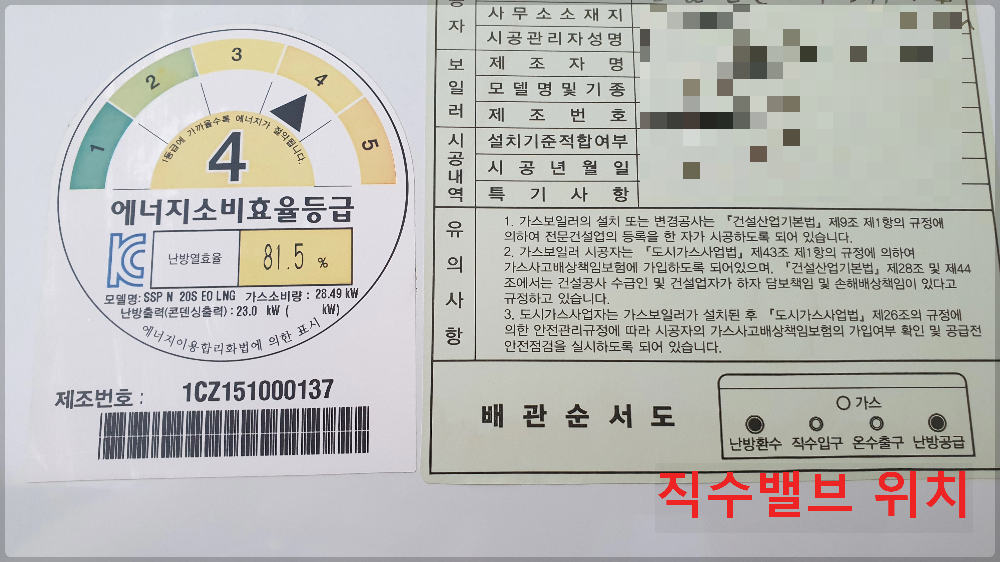 1
2
3
4
5
1등급에 가까울수록 에너지가 절약됩니다.
4
에너지소비효율등급
난방열효율
81.5 %
모델명: SSP N 20S EO LNG 가스소비량 : 28.49 kW
난방출력(콘덴싱출력) : 23.0 kW ( kW)
에너지이용합리화법에 의한 표시
제조번호 : 1CZ151000137
자
사무소소재지
시공관리자성명
보일러
제조자명
모델명및기종
제조번호
시공내역
설치기준적합여부
시공년월일
특기사항
유의사항
1. 가스보일러의 설치 또는 변경공사는 『건설산업기본법』제9조 제1항의 규정에
의하여 전문건설업의 등록을 한 자가 시공하도록 되어 있습니다.
2. 가스보일러 시공자는 『도시가스사업법』제43조 제1항의 규정에 의하여
가스사고배상책임보험에 가입하도록 되어있으며, 『건설산업기본법』제28조 및 제44
조에서는 건설공사 수급인 및 건설업자가 하자 담보책임 및 손해배상책임이 있다고
규정하고 있습니다.
3. 도시가스사업자는 가스보일러가 설치된 후 『도시가스사업법』제26조의 규정에
의한 안전관리규정에 따라 시공자의 가스사고배상책임보험의 가입여부 확인 및 공급전
안전점검을 실시하도록 되어 있습니다.
배관순서도
가스
난방환수 직수입구 온수출구 난방공급
직수밸브 위치